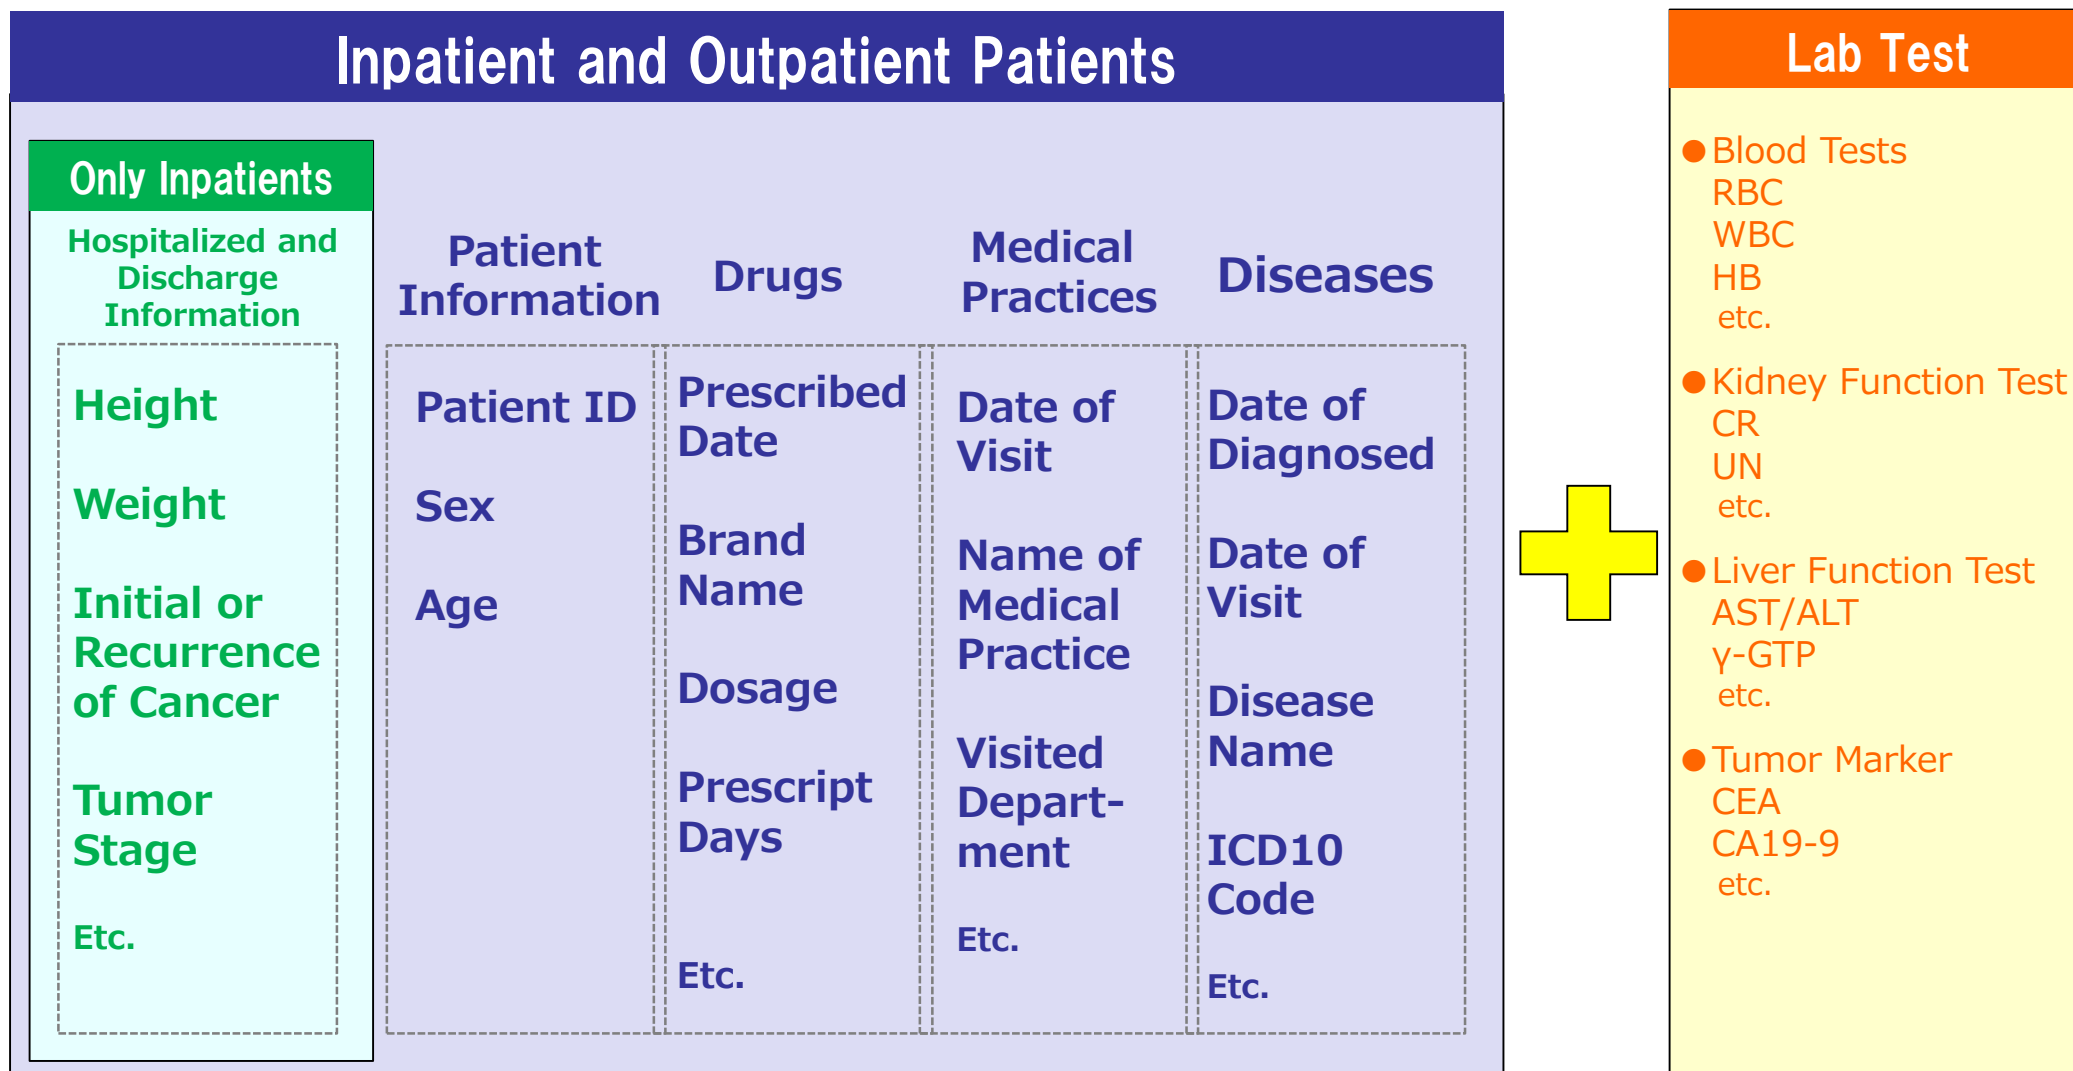 Inpatient and Outpatient Patients
Only Inpatients
Hospitalized and
Discharge
Information
Height
Weight
Initial or
Recurrence
of Cancer
Tumor
Stage
Etc.
Patient
Information
Patient ID
Sex
Age
Drugs
Prescribed
Date
Brand
Name
Dosage
Prescript
Days
Etc.
Medical
Practices
Date of
Visit
Name of
Medical
Practice
Visited
Depart-
ment
Etc.
Diseases
Date of
Diagnosed
Date of
Visit
Disease
Name
ICD10
Code
Etc.
Lab Test
●Blood Tests
RBC
WBC
HB
etc.
●Kidney Function Test
CR
UN
etc.
●Liver Function Test
AST/ALT
γ-GTP
etc.
●Tumor Marker
CEA
CA19-9
etc.